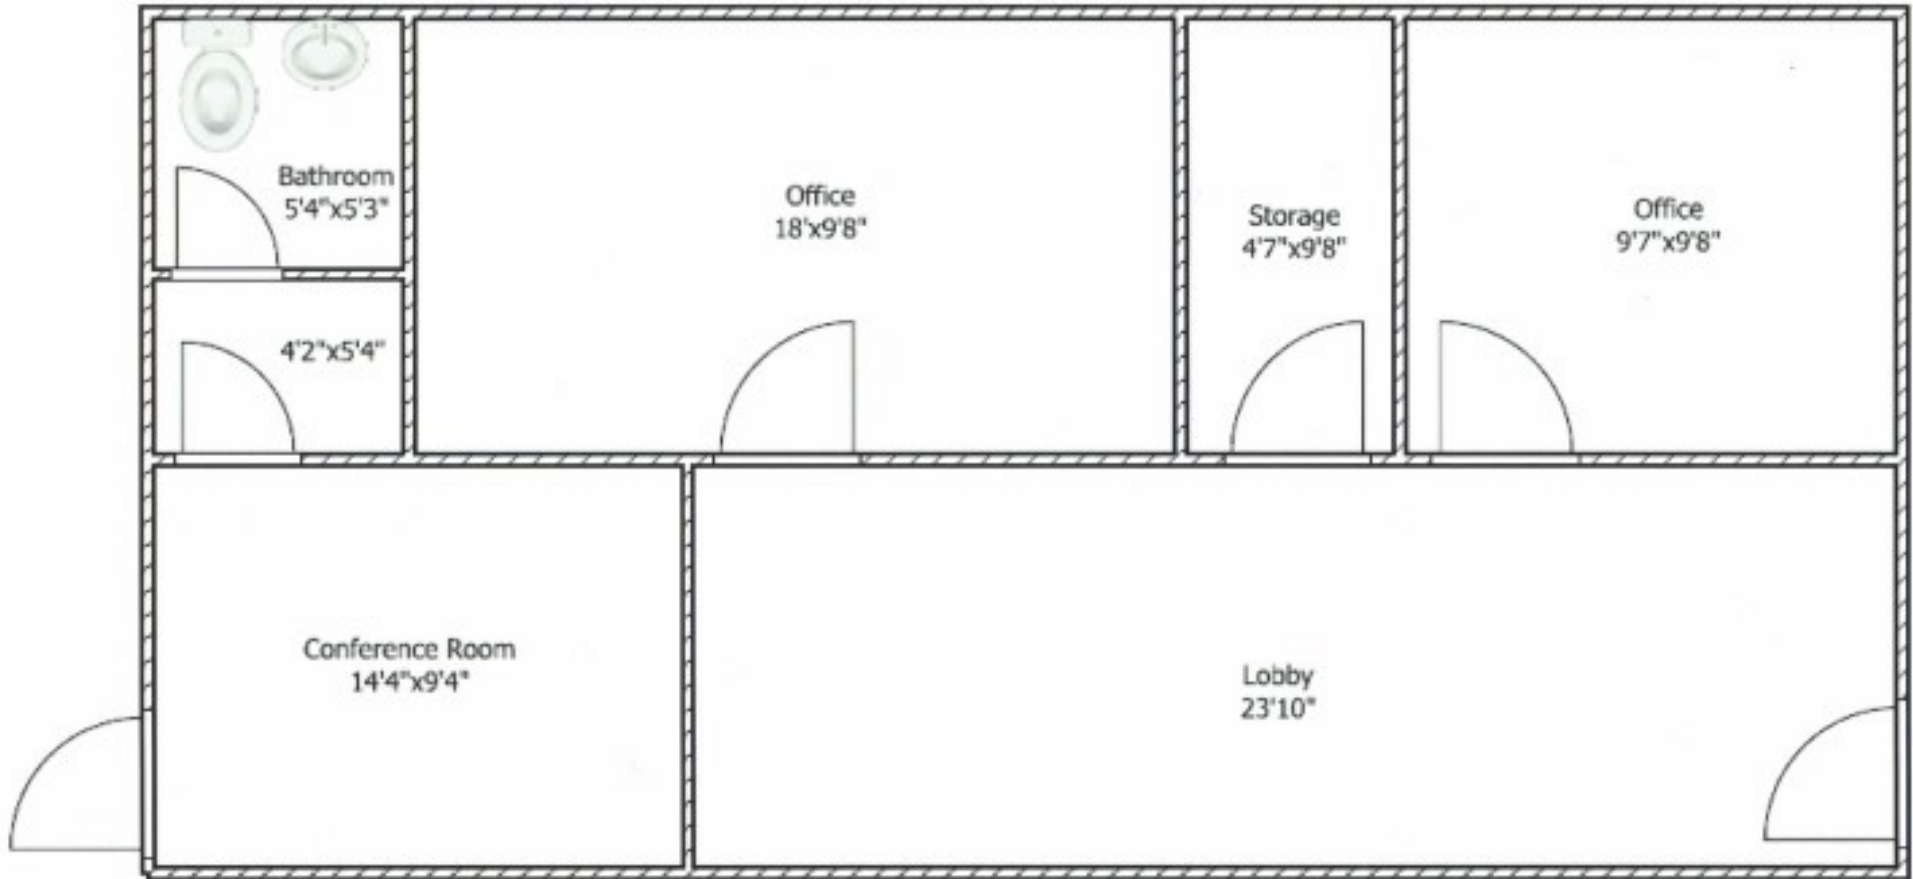 Bathroom
5'4"x5'3"
4'2"x5'4"
Office
18'x9'8"
Storage
4'7"x9'8"
Office
9'7"x9'8"
Conference Room
14'4"x9'4"
Lobby
23'10"